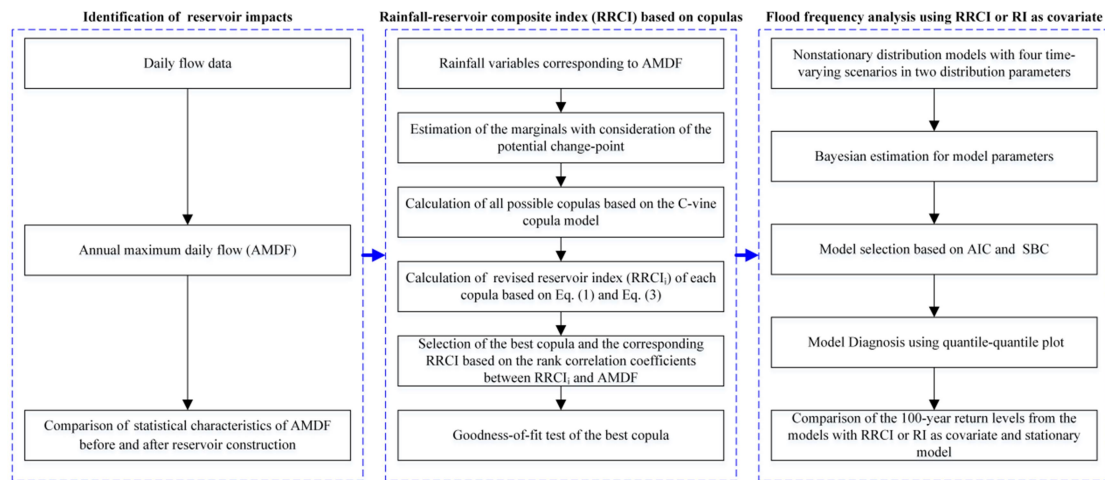 Identification of reservoir impacts
Daily flow data
Annual maximum daily flow (AMDF)
Comparison of statistical characteristics of AMDF
before and after reservoir construction
Rainfall-reservoir composite index (RRCI) based on copulas
Rainfall variables corresponding to AMDF
Estimation of the marginals with consideration of the
potential change-point
Calculation of all possible copulas based on the C-vine
copula model
Calculation of revised reservoir index (RRCIi) of each
copula based on Eq. (1) and Eq. (3)
Selection of the best copula and the corresponding
RRCI based on the rank correlation coefficients
between RRCIi and AMDF
Goodness-of-fit test of the best copula
Flood frequency analysis using RRCI or RI as covariate
Nonstationary distribution models with four time-
varying scenarios in two distribution parameters
Bayesian estimation for model parameters
Model selection based on AIC and SBC
Model Diagnosis using quantile-quantile plot
Comparison of the 100-year return levels from the
models with RRCI or RI as covariate and stationary
model